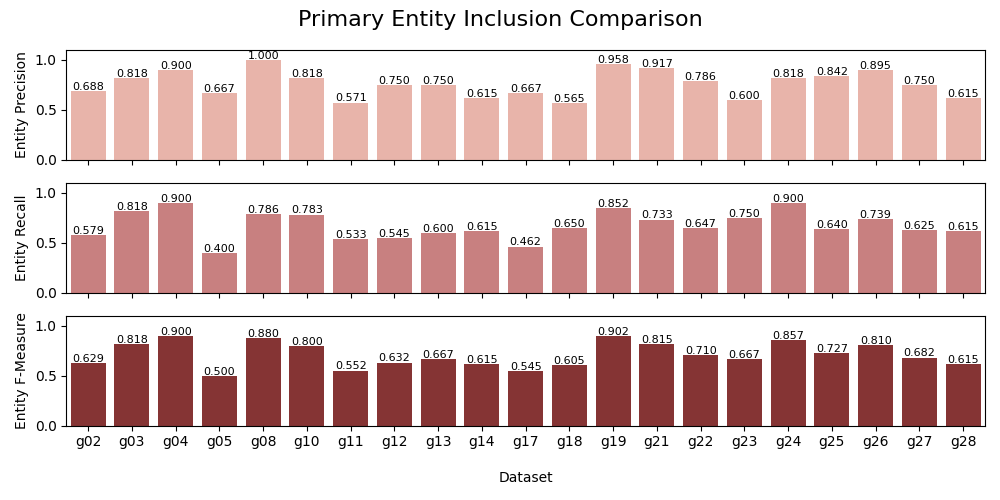 Primary Entity Inclusion Comparison
Entity Precision
1.0
0.5
0.0
0.688 0.818 0.900 0.667 1.000 0.818 0.571 0.750 0.750 0.615 0.667 0.565 0.958 0.917 0.786 0.600 0.818 0.842 0.895 0.750 0.615
Entity Recall
1.0
0.5
0.0
0.579 0.818 0.900 0.400 0.786 0.783 0.533 0.545 0.600 0.615 0.462 0.650 0.852 0.733 0.647 0.750 0.900 0.640 0.739 0.625 0.615
Entity F-Measure
1.0
0.5
0.0
0.629 0.818 0.900 0.500 0.880 0.800 0.552 0.632 0.667 0.615 0.545 0.605 0.902 0.815 0.710 0.667 0.857 0.727 0.810 0.682 0.615
g02 g03 g04 g05 g08 g10 g11 g12 g13 g14 g17 g18 g19 g21 g22 g23 g24 g25 g26 g27 g28
Dataset